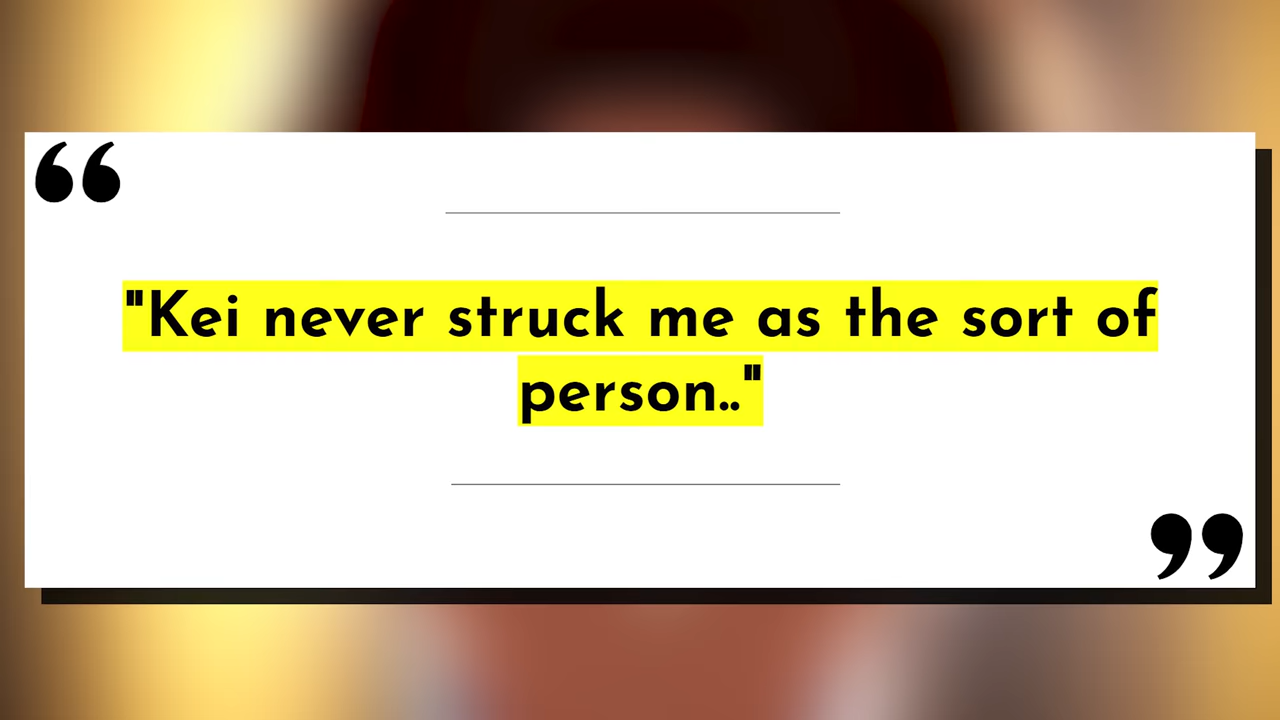 “
"Kei never struck me as the sort of
person.."
”